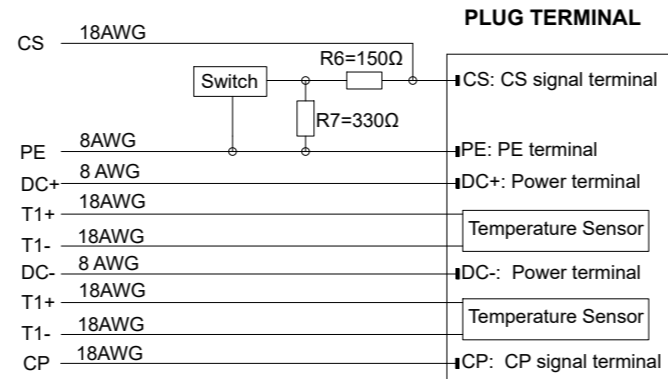 PLUG TERMINAL
CS 18AWG
R6=150Ω
Switch
CS: CS signal terminal
R7=330Ω
PE 8AWG
PE: PE terminal
DC+ 8 AWG
DC+: Power terminal
T1+ 18AWG
Temperature Sensor
T1- 18AWG
DC- 8 AWG
DC-: Power terminal
T1+ 18AWG
Temperature Sensor
T1- 18AWG
CP 18AWG
CP: CP signal terminal